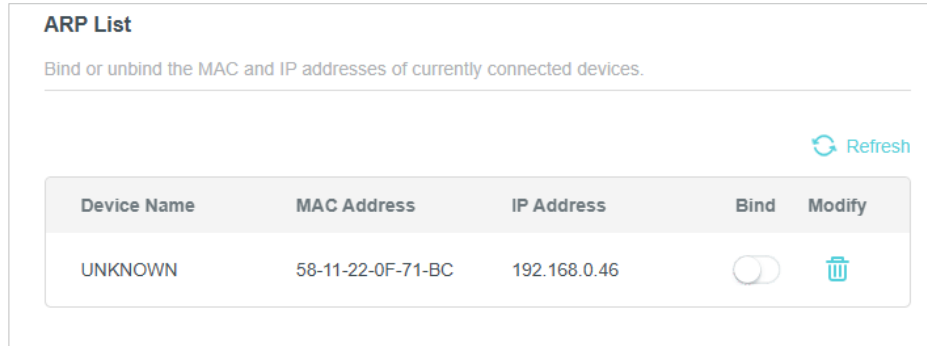 ARP List
Bind or unbind the MAC and IP addresses of currently connected devices.
Refresh
Device Name MAC Address IP Address Bind Modify
UNKNOWN 58-11-22-0F-71-BC 192.168.0.46